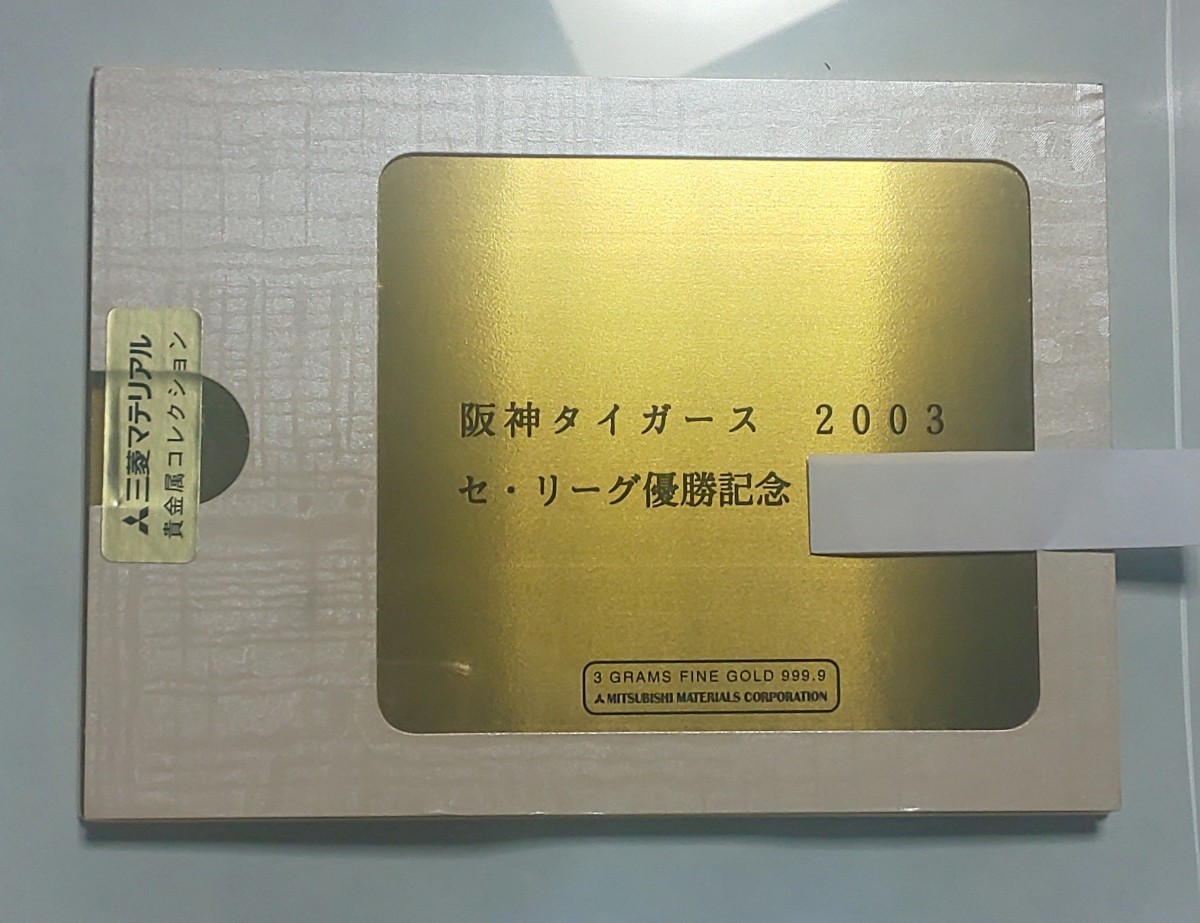 三菱マテリアル
貴金属コレクション
阪神タイガース 2003
セ・リーグ優勝記念
3 GRAMS FINE GOLD 999.9
MITSUBISHI MATERIALS CORPORATION